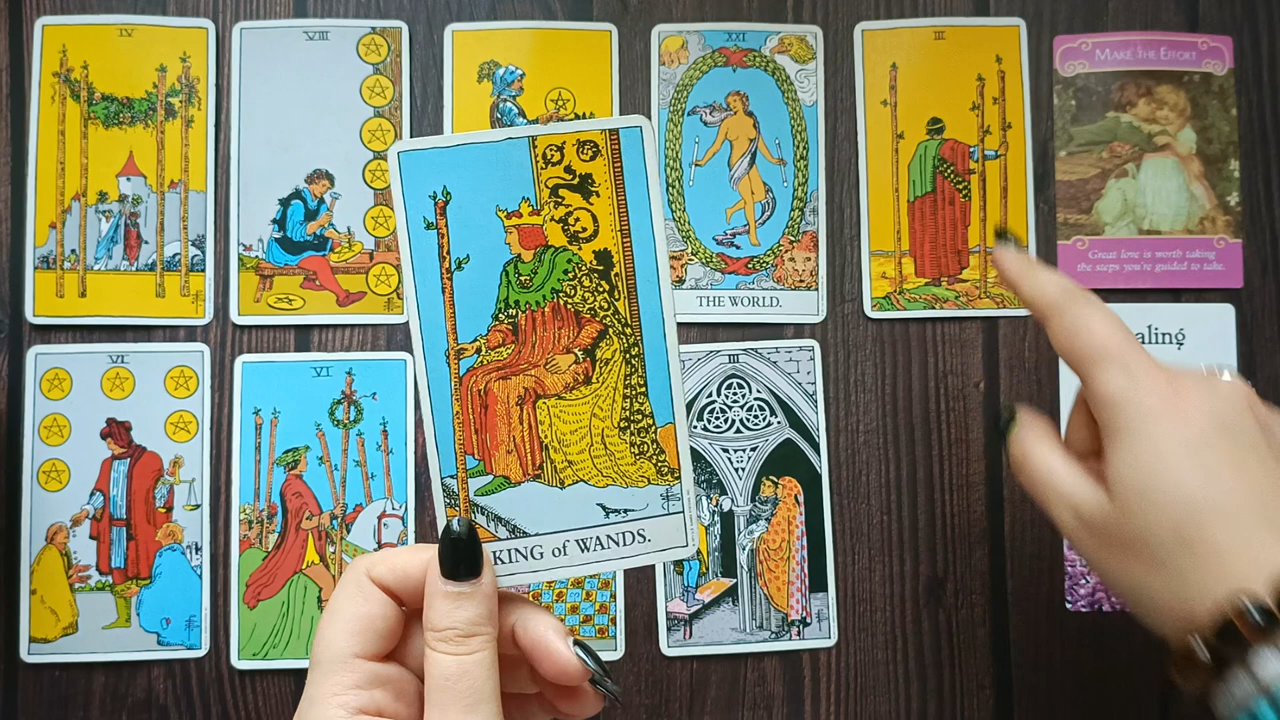 IV
VIII
XXI
III
MAKE THE EFFORT
Great love is worth taking
the steps you're guided to take.
THE WORLD.
KING of WANDS.
VI
VI
III
aling